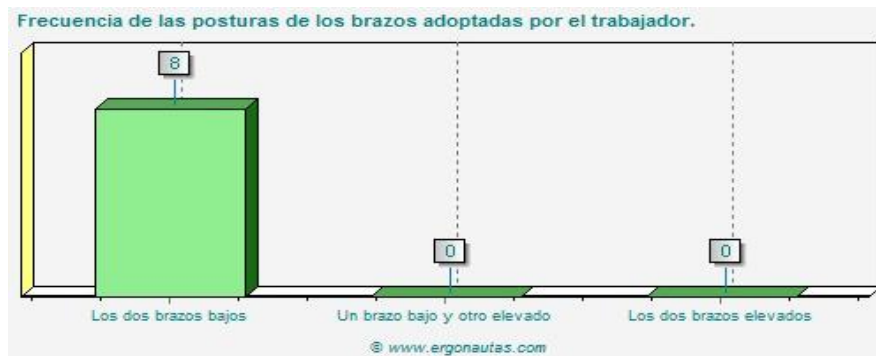 Frecuencia de las posturas de los brazos adoptadas por el trabajador.
8
0
0
Los dos brazos bajos
Un brazo bajo y otro elevado
Los dos brazos elevados
© www.ergonautas.com